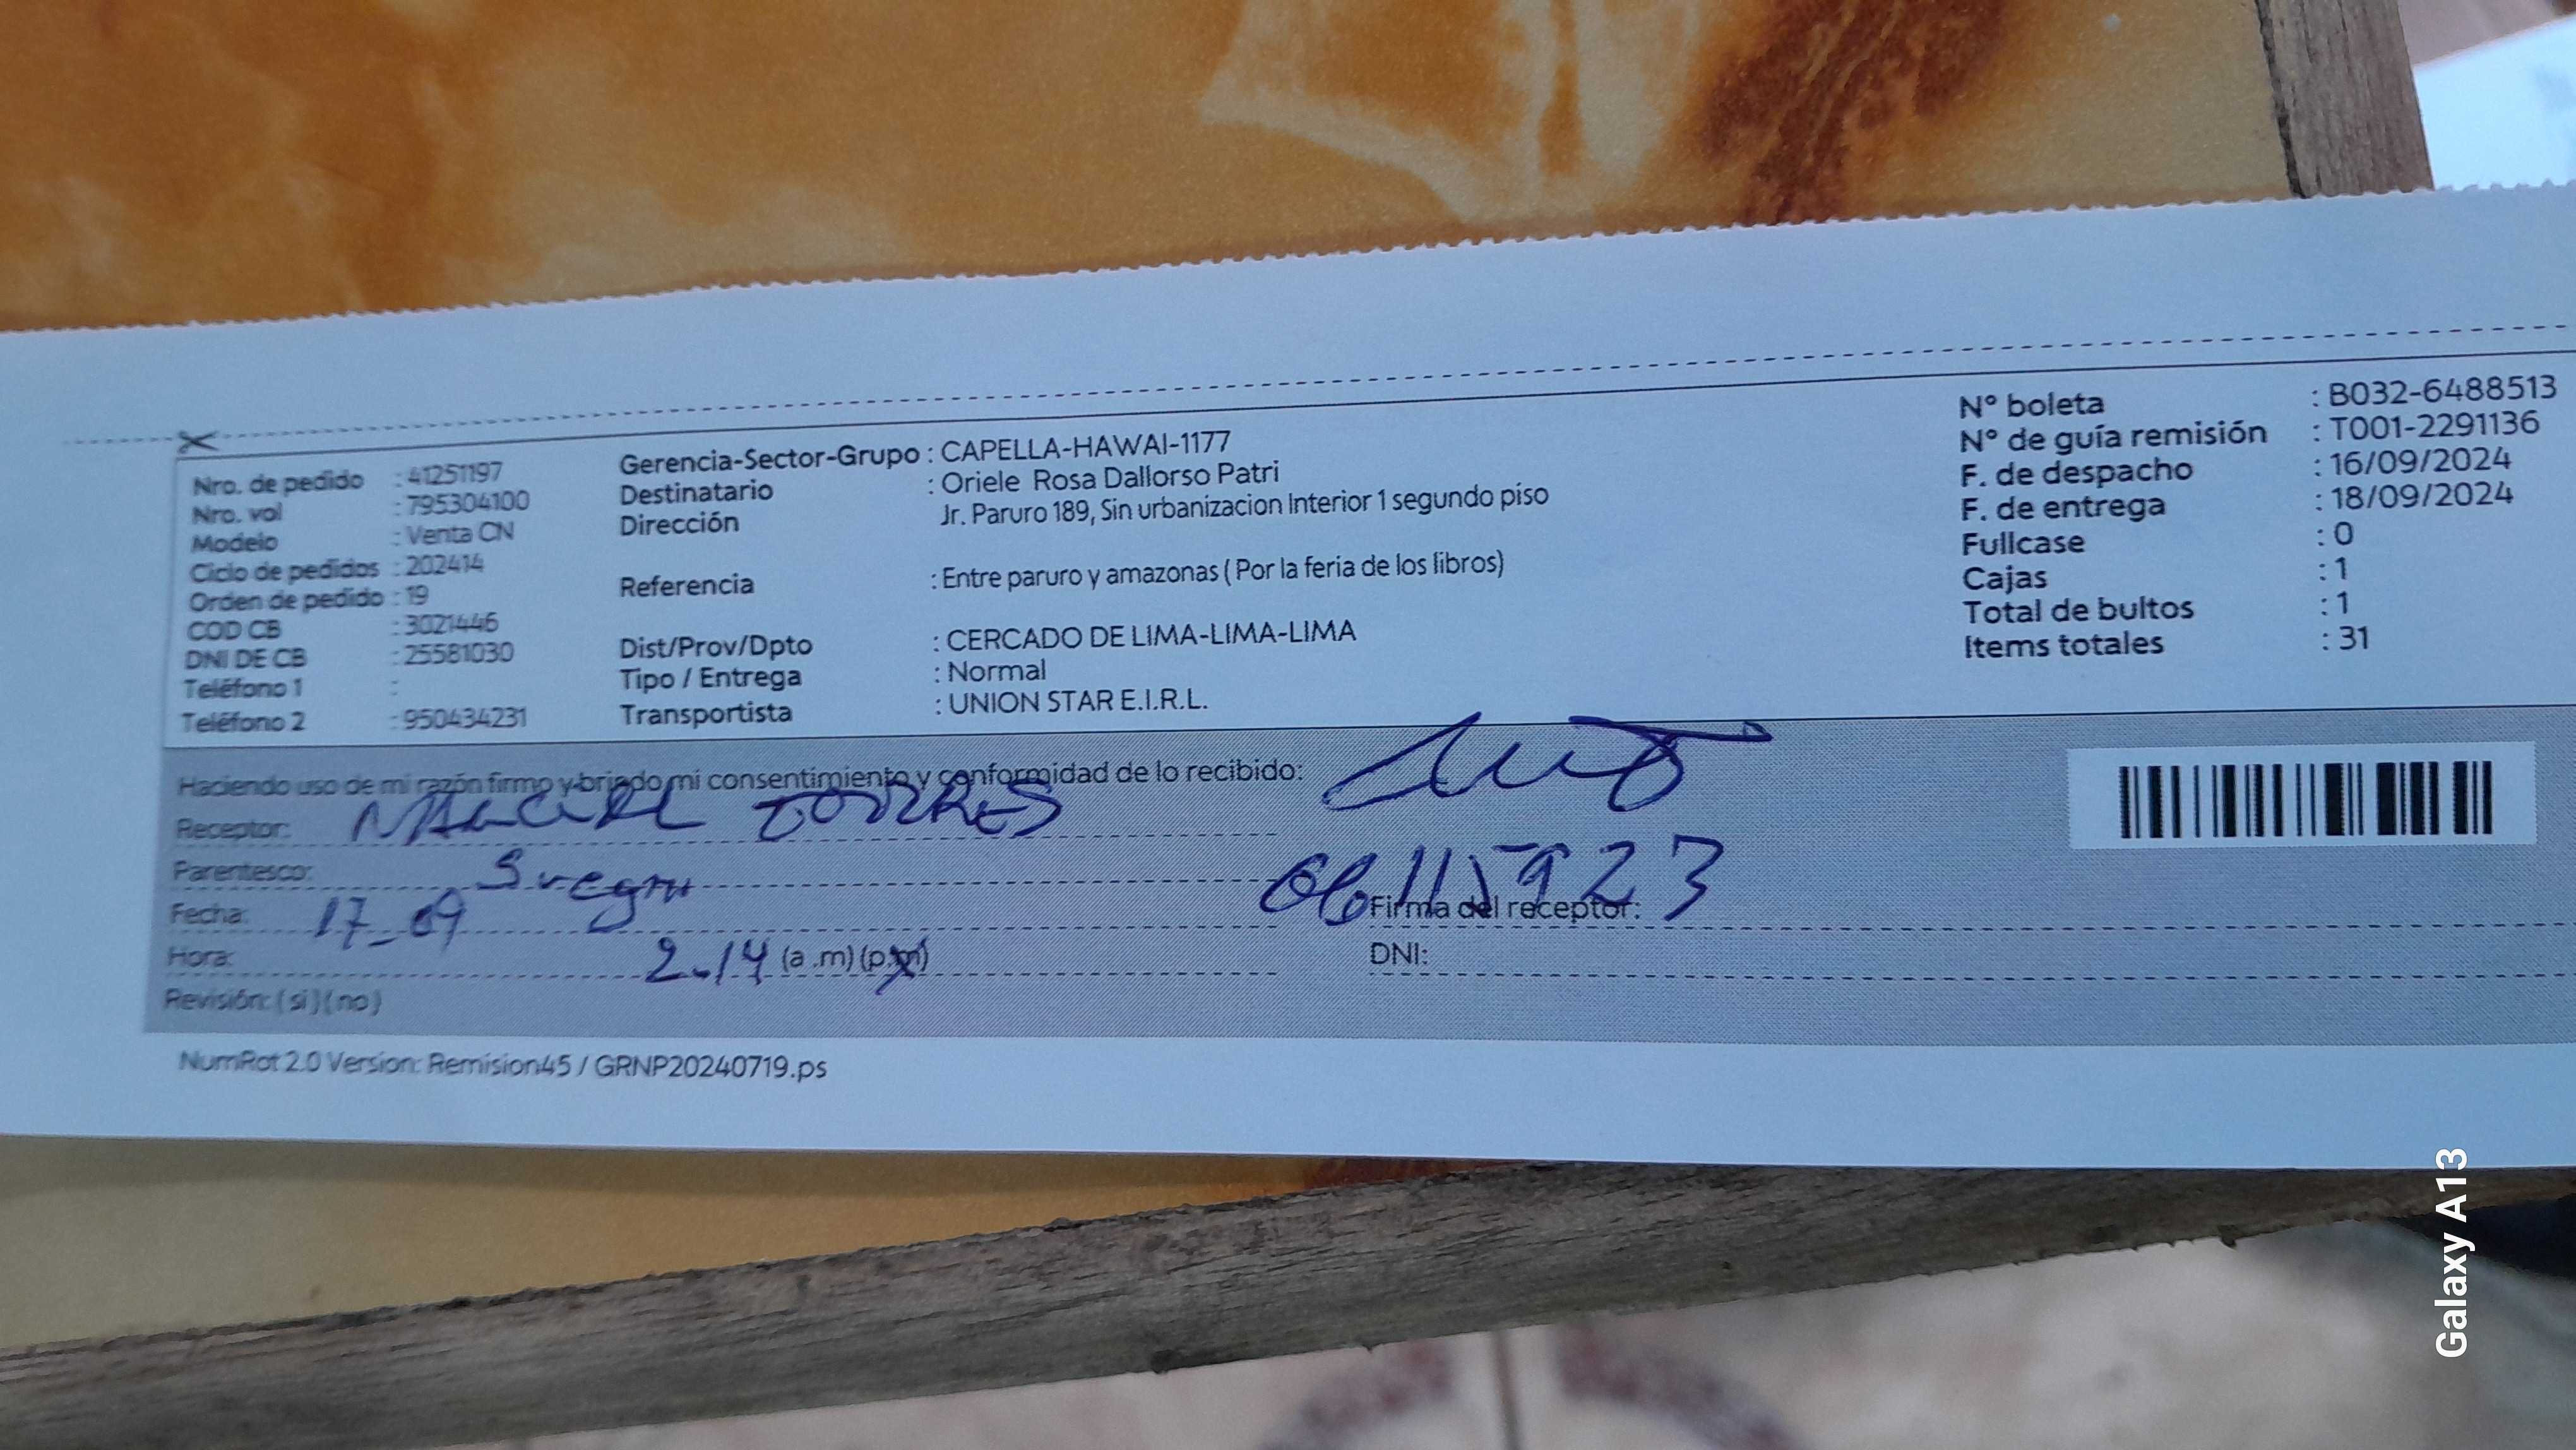 Nro. de pedido : 41251197
Nro. vol : 795304100
Modelo : Venta CN
Ciclo de pedidos : 202414
Orden de pedido : 19
COD CB : 3021446
DNI DE CB : 25581030
Teléfono 1 :
Teléfono 2 : 950434231
Gerencia-Sector-Grupo : CAPELLA-HAWAI-1177
Destinatario : Oriele Rosa Dallorso Patri
Dirección Jr. Paruro 189, Sin urbanizacion Interior 1 segundo piso
Referencia : Entre paruro y amazonas ( Por la feria de los libros)
Dist/Prov/Dpto : CERCADO DE LIMA-LIMA-LIMA
Tipo / Entrega : Normal
Transportista : UNION STAR E.I.R.L.
N° boleta : B032-6488513
N° de guía remisión : T001-2291136
F. de despacho : 16/09/2024
F. de entrega : 18/09/2024
Fullcase : 0
Cajas : 1
Total de bultos : 1
Items totales : 31
Haciendo uso de mi razón firmo y brindo mi consentimiento y conformidad de lo recibido:
Receptor: TORRES
Parentesco: Suegro
Fecha: 17-09
Hora: 2.14 (a .m) (p.m)
Revisión: ( si ) ( no )
06115923
Firma del receptor:
DNI:
NumRot 2.0 Version: Remision45 / GRNP20240719.ps
Galaxy A13